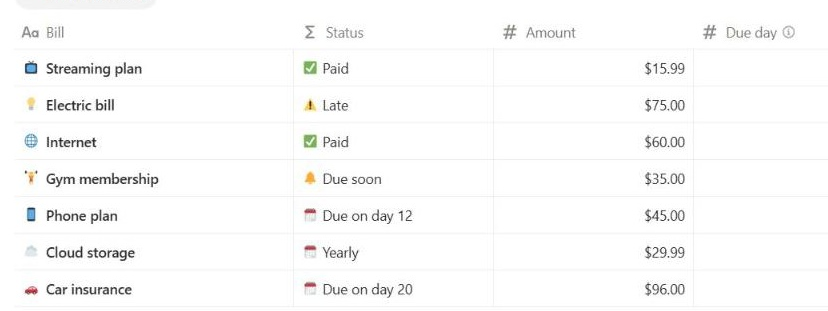 Aa Bill Σ Status # Amount # Due day
Streaming plan Paid $15.99
Electric bill Late $75.00
Internet Paid $60.00
Gym membership Due soon $35.00
Phone plan Due on day 12 $45.00
Cloud storage Yearly $29.99
Car insurance Due on day 20 $96.00